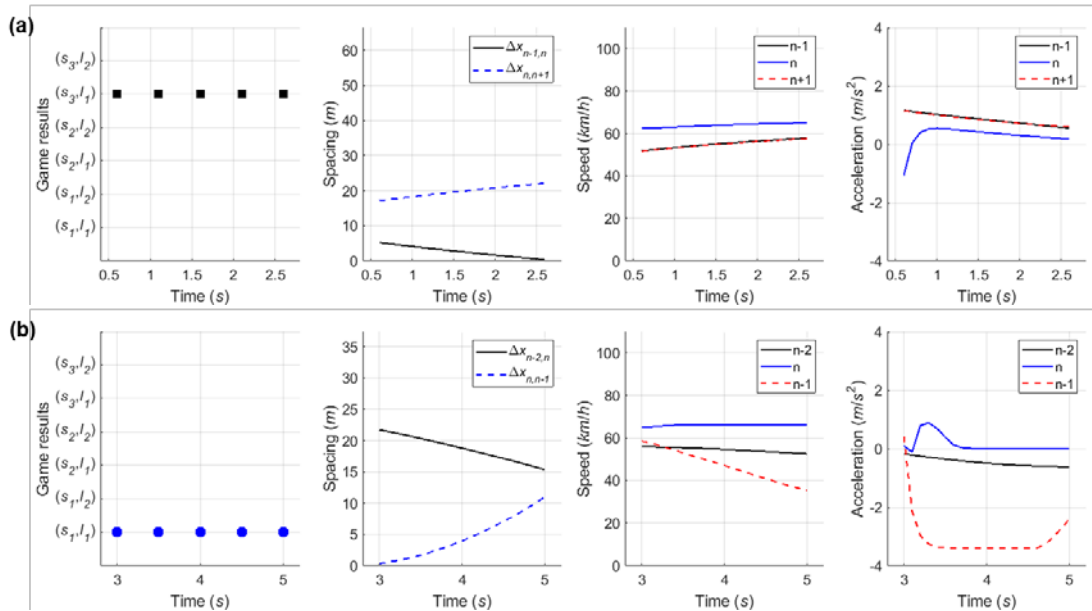 (a)
Game results
(s3,l2)
(s3,l1)
(s2,l2)
(s2,l1)
(s1,l2)
(s1,l1)
0.5 1 1.5 2 2.5
Time (s)
Spacing (m)
60
50
40
30
20
10
0
Δxn-1,n
Δxn,n+1
0.5 1 1.5 2 2.5
Time (s)
Speed (km/h)
100
80
60
40
20
0
n-1
n
n+1
0.5 1 1.5 2 2.5
Time (s)
Acceleration (m/s2)
4
2
0
-2
-4
n-1
n
n+1
0.5 1 1.5 2 2.5
Time (s)
(b)
Game results
(s3,l2)
(s3,l1)
(s2,l2)
(s2,l1)
(s1,l2)
(s1,l1)
3 4 5
Time (s)
Spacing (m)
35
30
25
20
15
10
5
0
Δxn-2,n
Δxn,n-1
3 4 5
Time (s)
Speed (km/h)
100
80
60
40
20
0
n-2
n
n-1
3 4 5
Time (s)
Acceleration (m/s2)
4
2
0
-2
-4
n-2
n
n-1
3 4 5
Time (s)